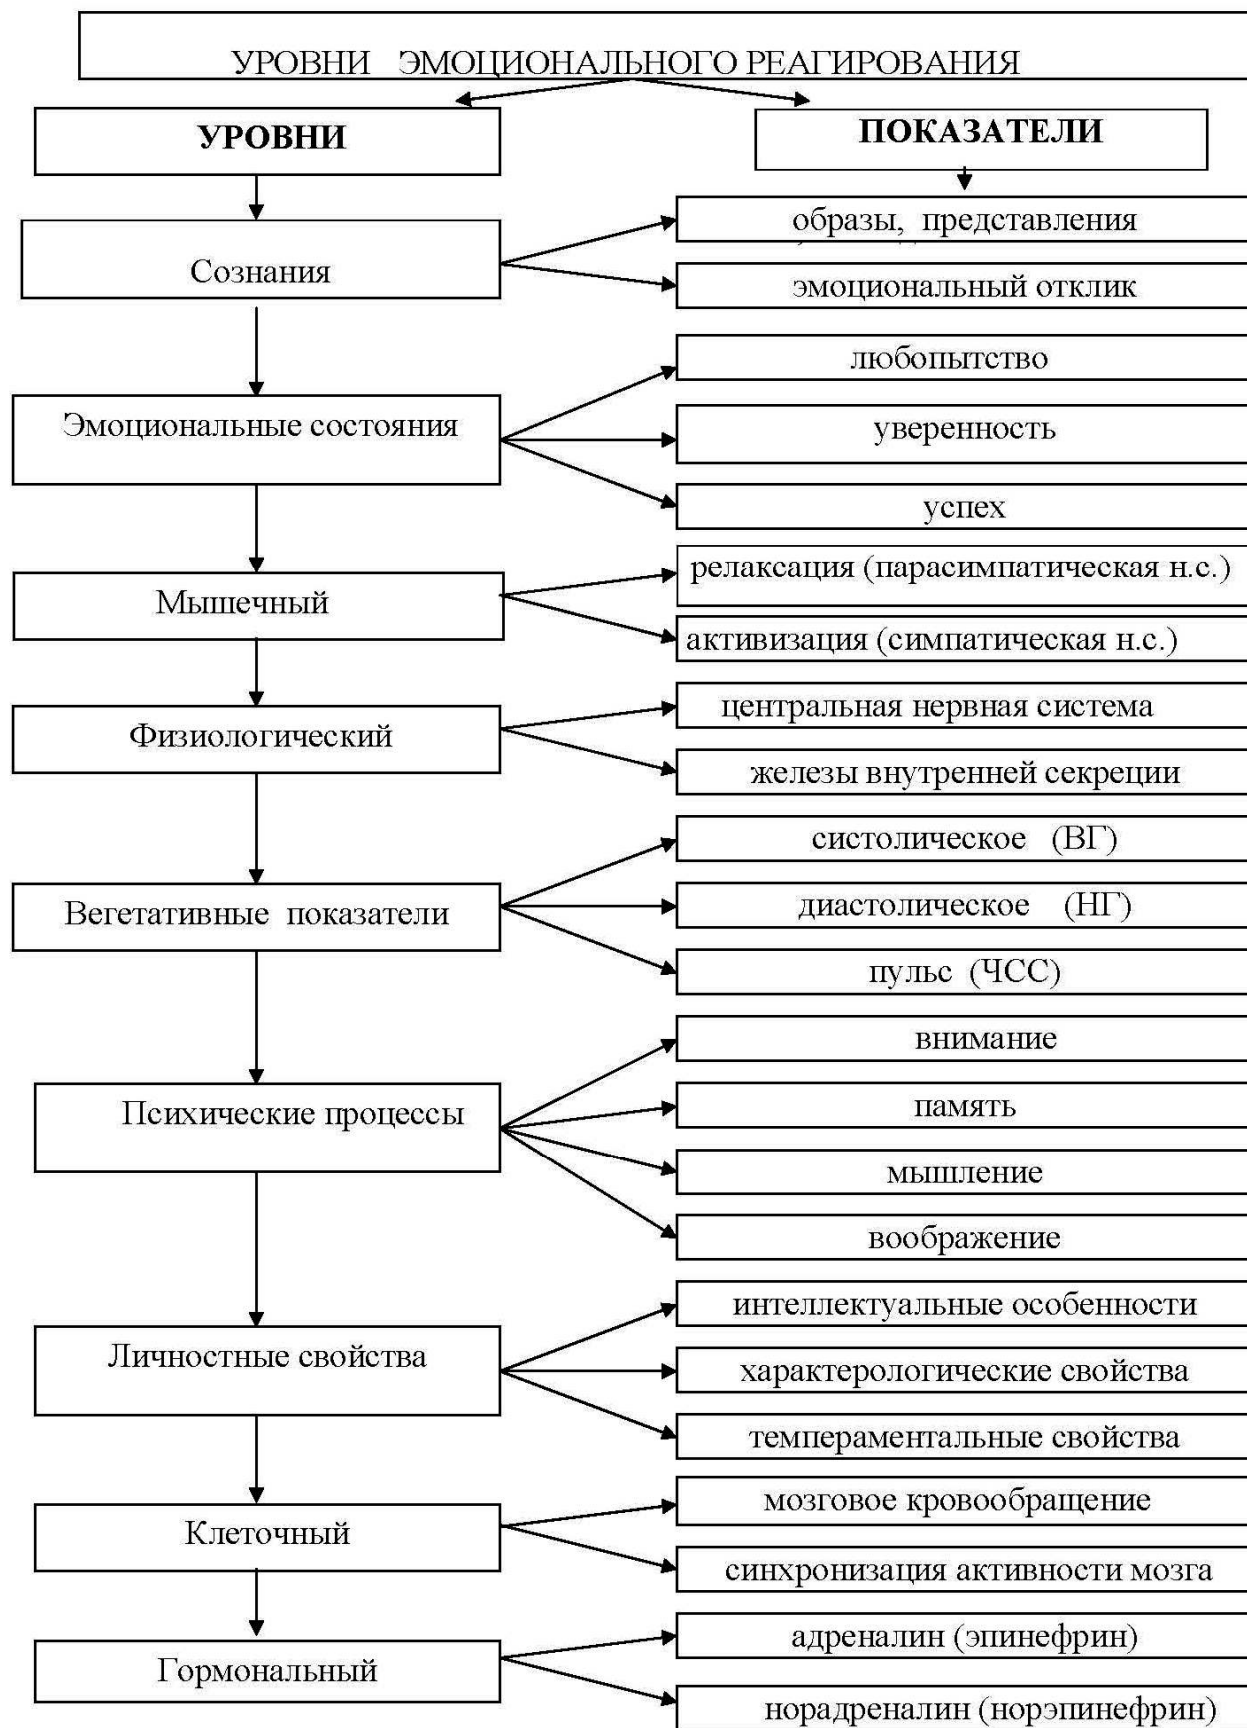 УРОВНИ ЭМОЦИОНАЛЬНОГО РЕАГИРОВАНИЯ
УРОВНИ
ПОКАЗАТЕЛИ
Сознания
образы, представления
эмоциональный отклик
Эмоциональные состояния
любопытство
уверенность
успех
Мышечный
релаксация (парасимпатическая н.с.)
активизация (симпатическая н.с.)
Физиологический
центральная нервная система
железы внутренней секреции
Вегетативные показатели
систолическое (ВГ)
диастолическое (НГ)
пульс (ЧСС)
Психические процессы
внимание
память
мышление
воображение
Личностные свойства
интеллектуальные особенности
характерологические свойства
темпераментальные свойства
Клеточный
мозговое кровообращение
синхронизация активности мозга
Гормональный
адреналин (эпинефрин)
норадреналин (норэпинефрин)